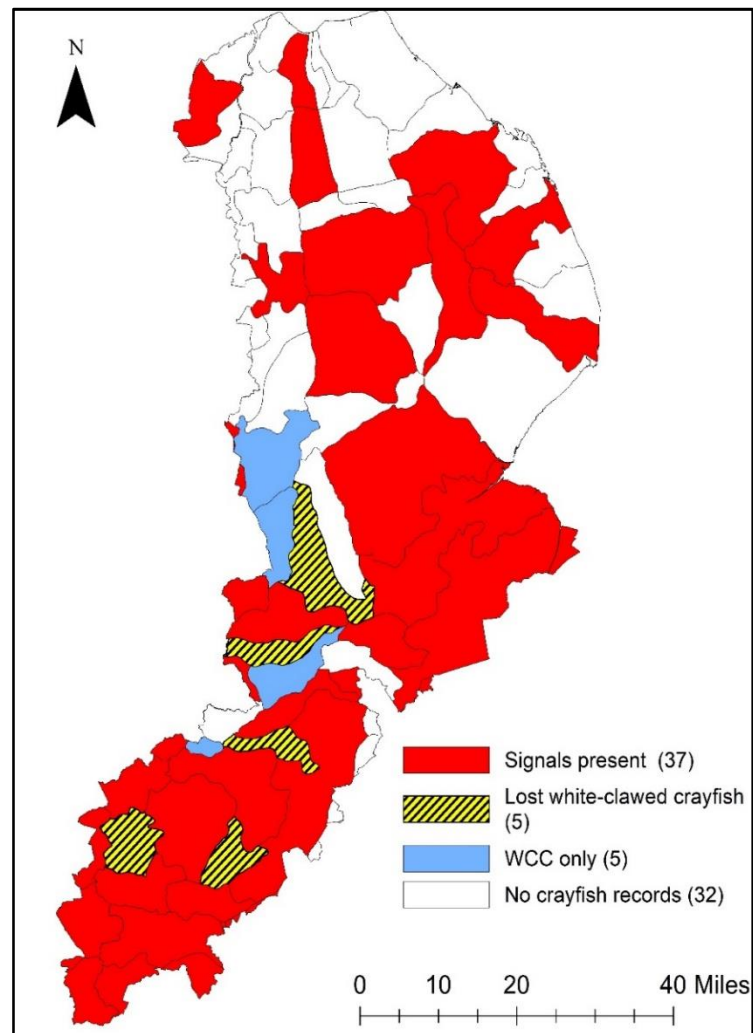 N
Signals present (37)
Lost white-clawed crayfish
(5)
WCC only (5)
No crayfish records (32)
0 10 20 40 Miles